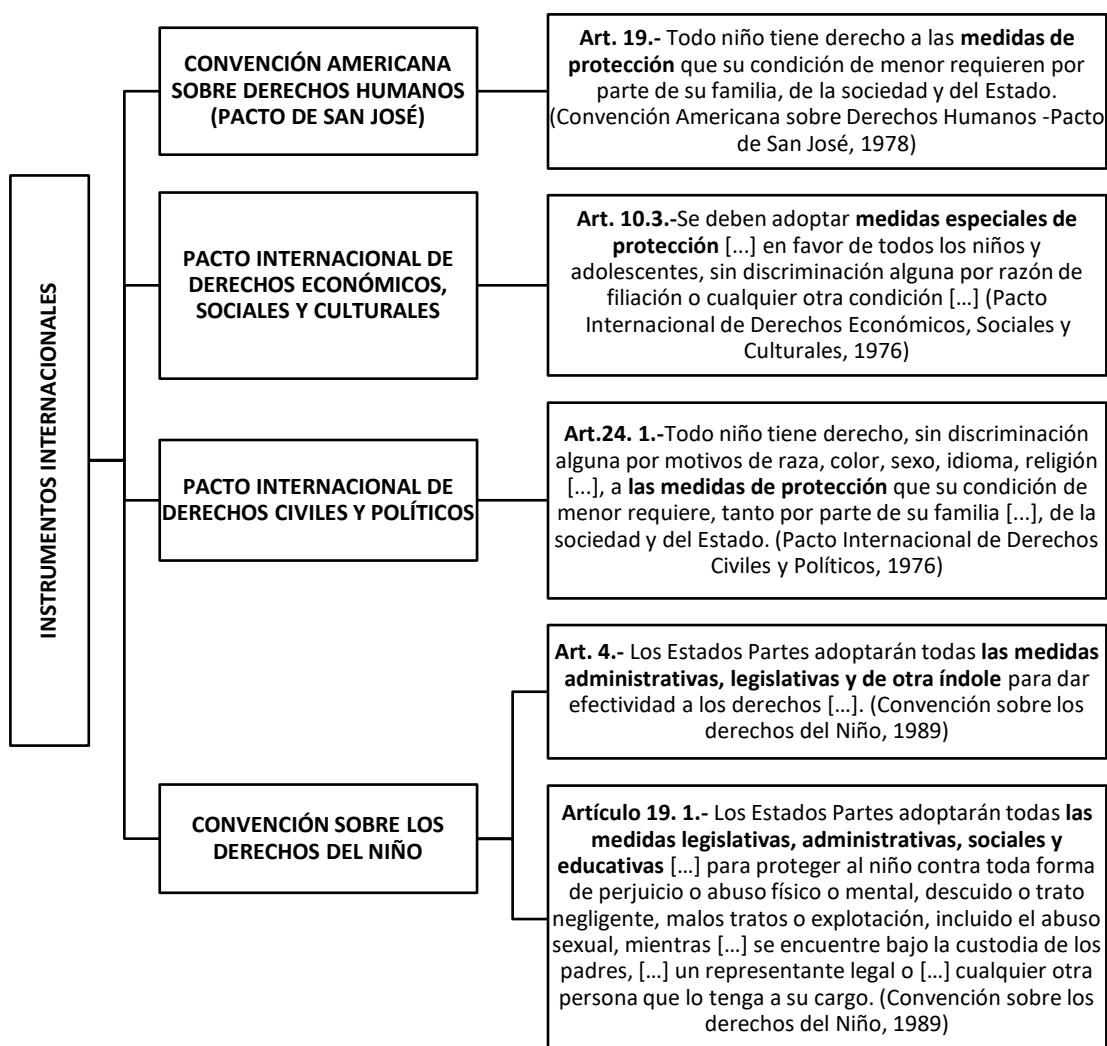 INSTRUMENTOS INTERNACIONALES
CONVENCIÓN AMERICANA
SOBRE DERECHOS HUMANOS
(PACTO DE SAN JOSÉ)
Art. 19.- Todo niño tiene derecho a las medidas de
protección que su condición de menor requieren por
parte de su familia, de la sociedad y del Estado.
(Convención Americana sobre Derechos Humanos -Pacto
de San José, 1978)
PACTO INTERNACIONAL DE
DERECHOS ECONÓMICOS,
SOCIALES Y CULTURALES
Art. 10.3.-Se deben adoptar medidas especiales de
protección [...] en favor de todos los niños y
adolescentes, sin discriminación alguna por razón de
filiación o cualquier otra condición [...] (Pacto
Internacional de Derechos Económicos, Sociales y
Culturales, 1976)
PACTO INTERNACIONAL DE
DERECHOS CIVILES Y POLÍTICOS
Art.24. 1.-Todo niño tiene derecho, sin discriminación
alguna por motivos de raza, color, sexo, idioma, religión
[...], a las medidas de protección que su condición de
menor requiere, tanto por parte de su familia [...], de la
sociedad y del Estado. (Pacto Internacional de Derechos
Civiles y Políticos, 1976)
CONVENCIÓN SOBRE LOS
DERECHOS DEL NIÑO
Art. 4.- Los Estados Partes adoptarán todas las medidas
administrativas, legislativas y de otra índole para dar
efectividad a los derechos [...]. (Convención sobre los
derechos del Niño, 1989)
Artículo 19. 1.- Los Estados Partes adoptarán todas las
medidas legislativas, administrativas, sociales y
educativas [...] para proteger al niño contra toda forma
de perjuicio o abuso físico o mental, descuido o trato
negligente, malos tratos o explotación, incluido el abuso
sexual, mientras [...] se encuentre bajo la custodia de los
padres, [...] un representante legal o [...] cualquier otra
persona que lo tenga a su cargo. (Convención sobre los
derechos del Niño, 1989)